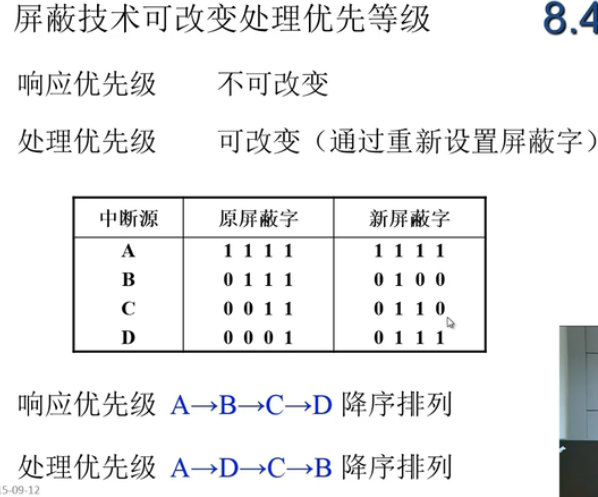 屏蔽技术可改变处理优先等级 8.4
响应优先级 不可改变
处理优先级 可改变（通过重新设置屏蔽字）
中断源 原屏蔽字 新屏蔽字
A 1 1 1 1 1 1 1 1
B 0 1 1 1 0 1 0 0
C 0 0 1 1 0 1 1 0
D 0 0 0 1 0 1 1 1
响应优先级 A→B→C→D 降序排列
处理优先级 A→D→C→B 降序排列
5-09-12